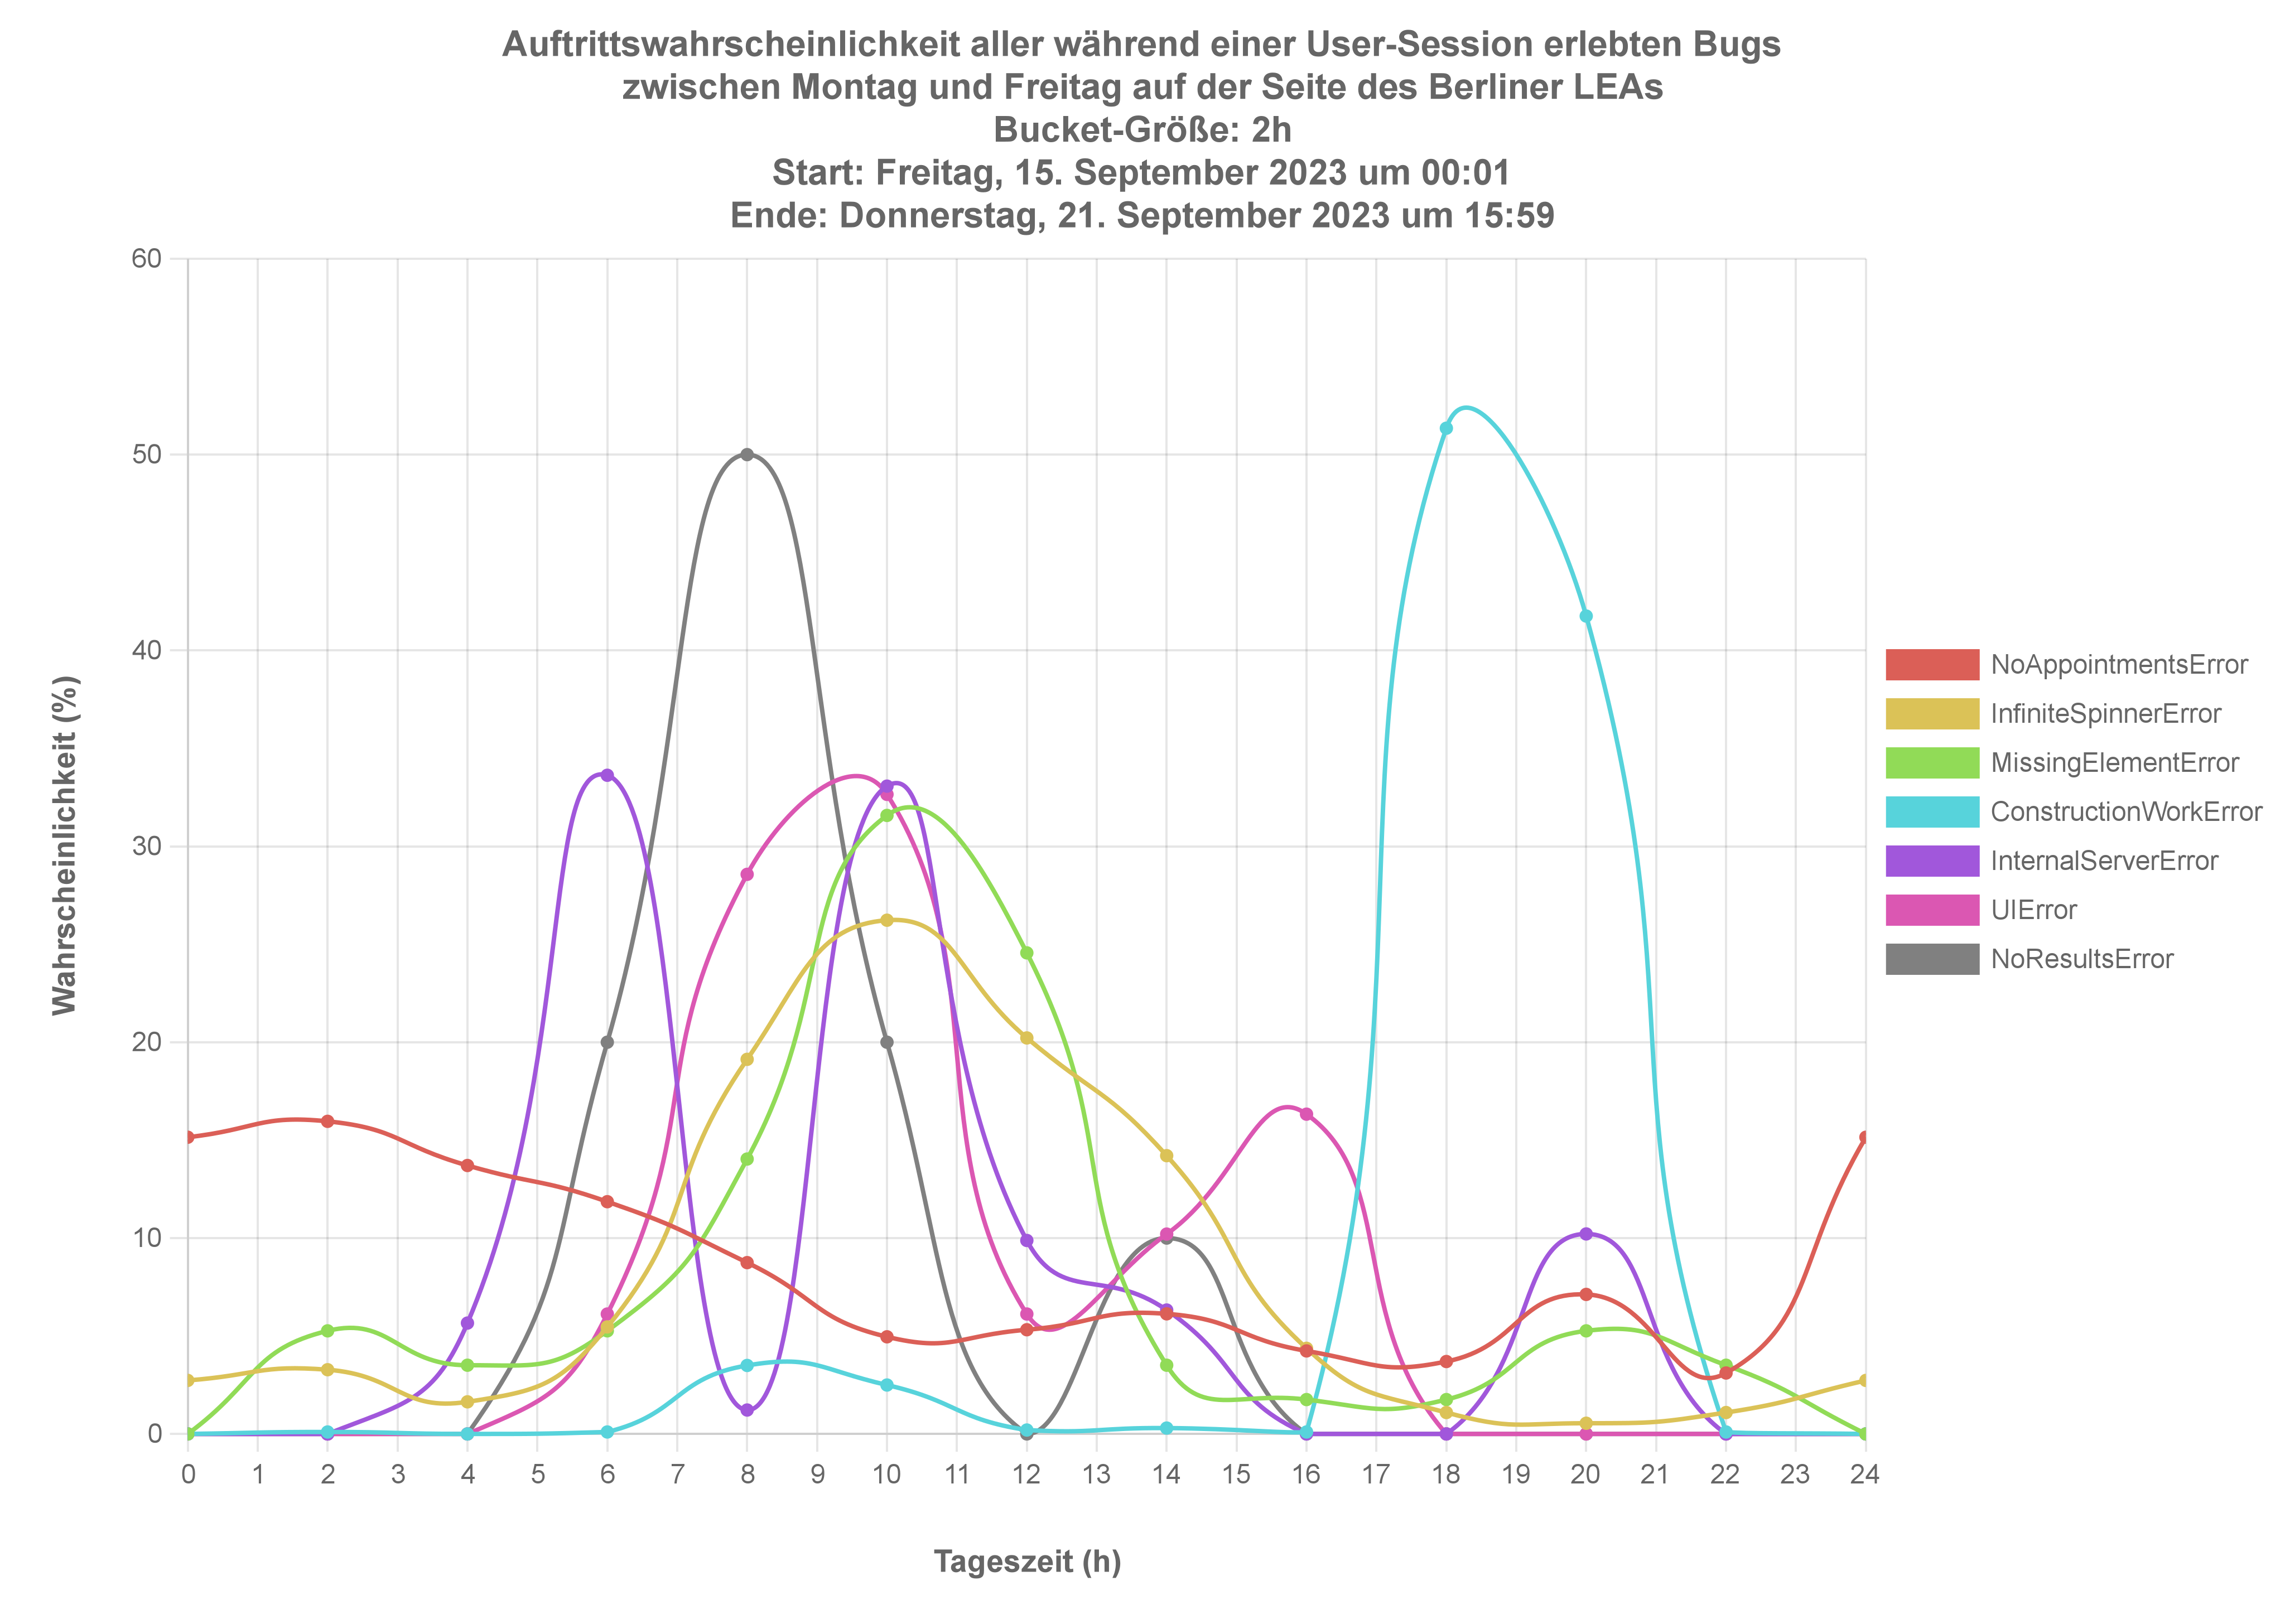 Auftrittswahrscheinlichkeit aller während einer User-Session erlebten Bugs
zwischen Montag und Freitag auf der Seite des Berliner LEAs
Bucket-Größe: 2h
Start: Freitag, 15. September 2023 um 00:01
Ende: Donnerstag, 21. September 2023 um 15:59
60
50
40
30
20
10
0
Wahrscheinlichkeit (%)
0 1 2 3 4 5 6 7 8 9 10 11 12 13 14 15 16 17 18 19 20 21 22 23 24
Tageszeit (h)
NoAppointmentsError
InfiniteSpinnerError
MissingElementError
ConstructionWorkError
InternalServerError
UIError
NoResultsError